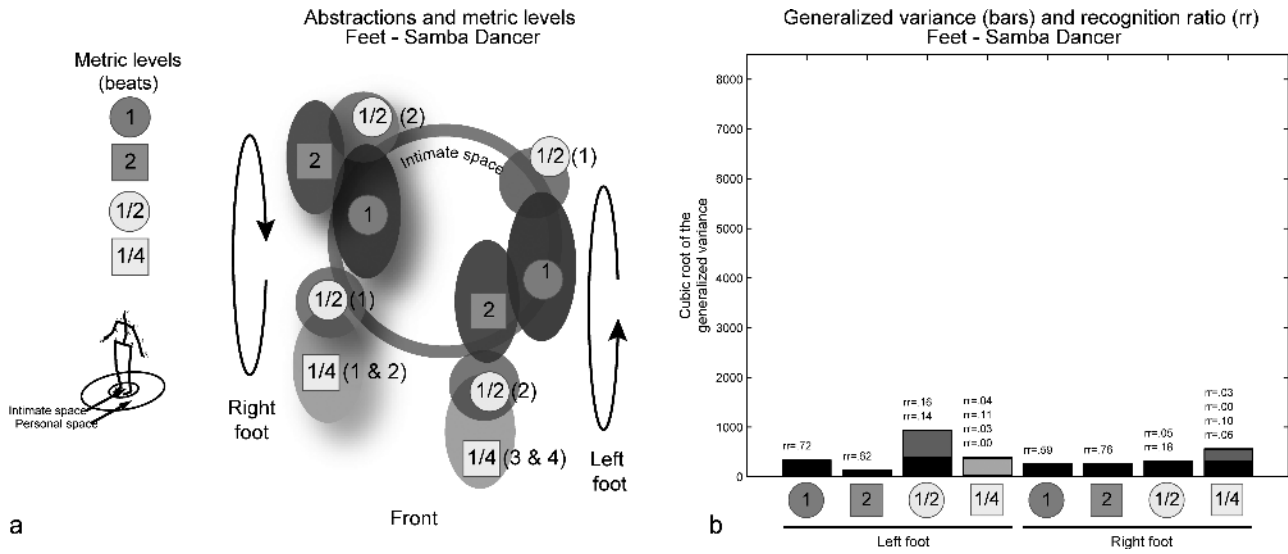 Abstractions and metric levels
Feet - Samba Dancer
Metric levels
(beats)
1
2
1/2
1/4
Intimate space
Personal space
Right
foot
2
1/2 (2)
1
1/2 (1)
1/4 (1 & 2)
Intimate space
1/2 (1)
1
2
1/2 (2)
1/4 (3 & 4)
Left
foot
Front
a
Generalized variance (bars) and recognition ratio (rr)
Feet - Samba Dancer
Cubic root of the
generalized variance
8000
7000
6000
5000
4000
3000
2000
1000
0
rr=.72
rr=.62
rr=.16
rr=.14
rr=.04
rr=.11
rr=.03
rr=.00
rr=.59
rr=.76
rr=.05
rr=.18
rr=.03
rr=.00
rr=.10
rr=.06
1 2 1/2 1/4 1 2 1/2 1/4
Left foot Right foot
b